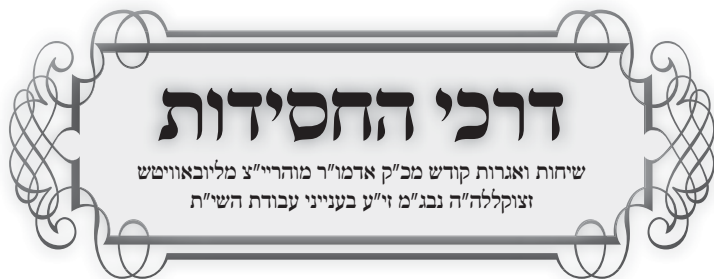 דרכי החסידות
שיחות ואגרות קודש מכ"ק אדמו"ר מוהריי"צ מליובאוויטש
זצוקללה"ה נבג"מ זי"ע בענייני עבודת השי"ת